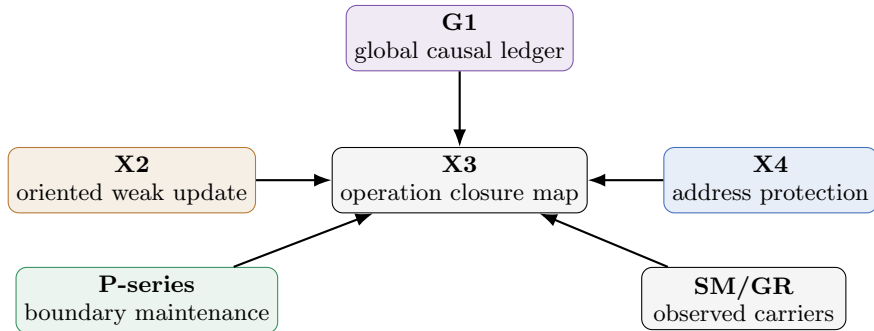 G1
global causal ledger
X2
oriented weak update
X3
operation closure map
X4
address protection
P-series
boundary maintenance
SM/GR
observed carriers